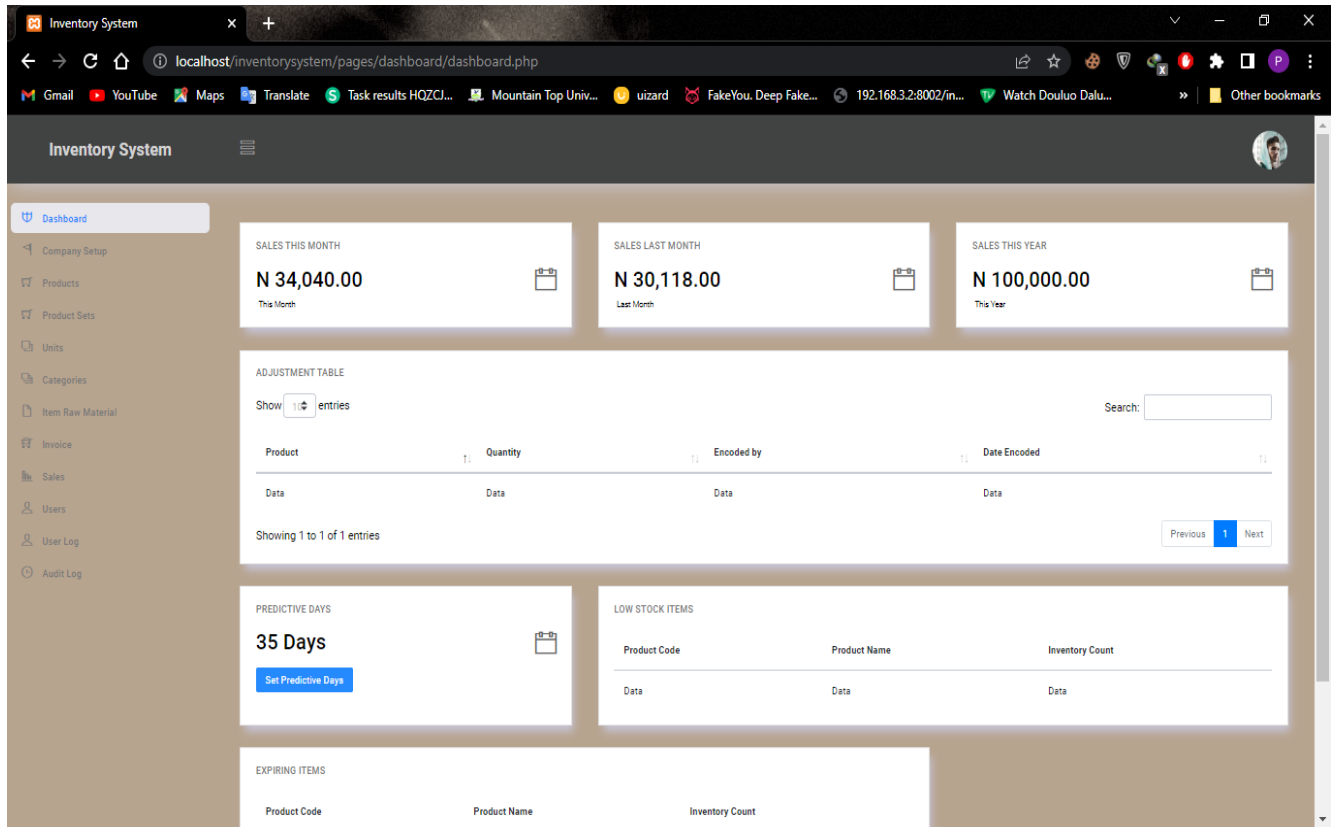 Inventory System
localhost/inventorysystem/pages/dashboard/dashboard.php
P
Gmail YouTube Maps Translate Task results HQZCJ... Mountain Top Univ... uizard FakeYou. Deep Fake... 192.168.3.2:8002/in... Watch Douluo Dalu... » Other bookmarks
Inventory System
Dashboard
Company Setup
Products
Product Sets
Units
Categories
Item Raw Material
Invoice
Sales
Users
User Log
Audit Log
SALES THIS MONTH
N 34,040.00
This Month
SALES LAST MONTH
N 30,118.00
Last Month
SALES THIS YEAR
N 100,000.00
This Year
ADJUSTMENT TABLE
Show 10 entries
Search:
Product Quantity Encoded by Date Encoded
Data Data Data Data
Showing 1 to 1 of 1 entries
Previous 1 Next
PREDICTIVE DAYS
35 Days
Set Predictive Days
LOW STOCK ITEMS
Product Code Product Name Inventory Count
Data Data Data
EXPIRING ITEMS
Product Code Product Name Inventory Count